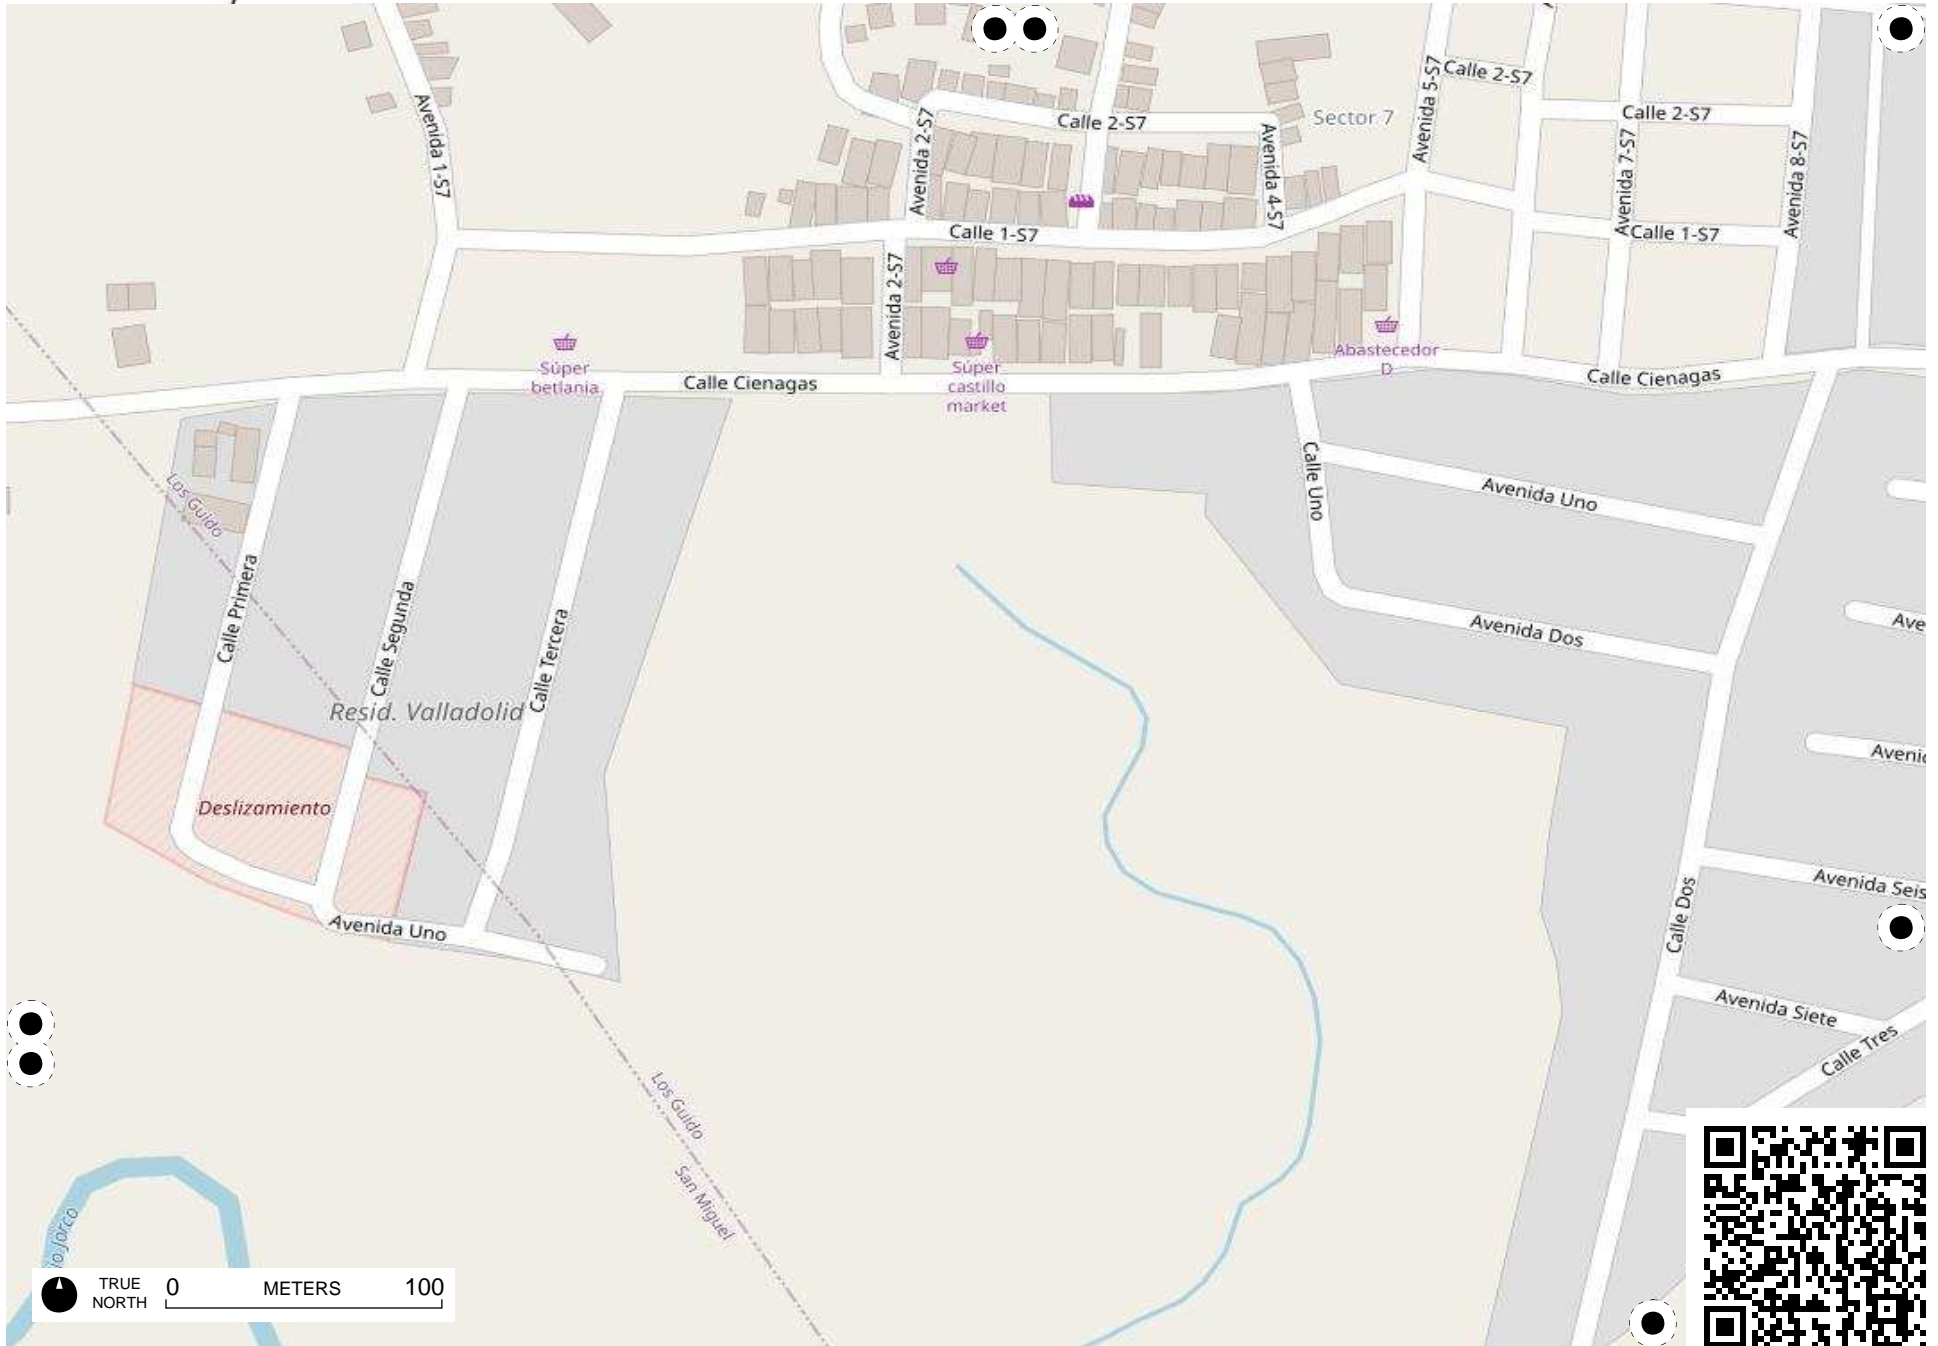 Calle 2-S7
Avenida 5-S7
Avenida 1-S7
Avenida 2-S7
Calle 2-S7
Sector 7
Calle 2-S7
Avenida 4-S7
Avenida 7-S7
Avenida 8-S7
Calle 1-S7
Calle 1-S7
Avenida 2-S7
Súper
betlania
Calle Cienagas
Súper
castillo
market
Abastecedor
D
Calle Cienagas
Los Guido
Calle Uno
Avenida Uno
Calle Primera
Calle Segunda
Calle Tercera
Avenida Dos
Ave
Resid. Valladolid
Avenic
Deslizamiento
Avenida Uno
Calle Dos
Avenida Seis
Avenida Siete
Calle Tres
Los Guido
San Miguel
ío Jorco
TRUE
NORTH
0 METERS 100